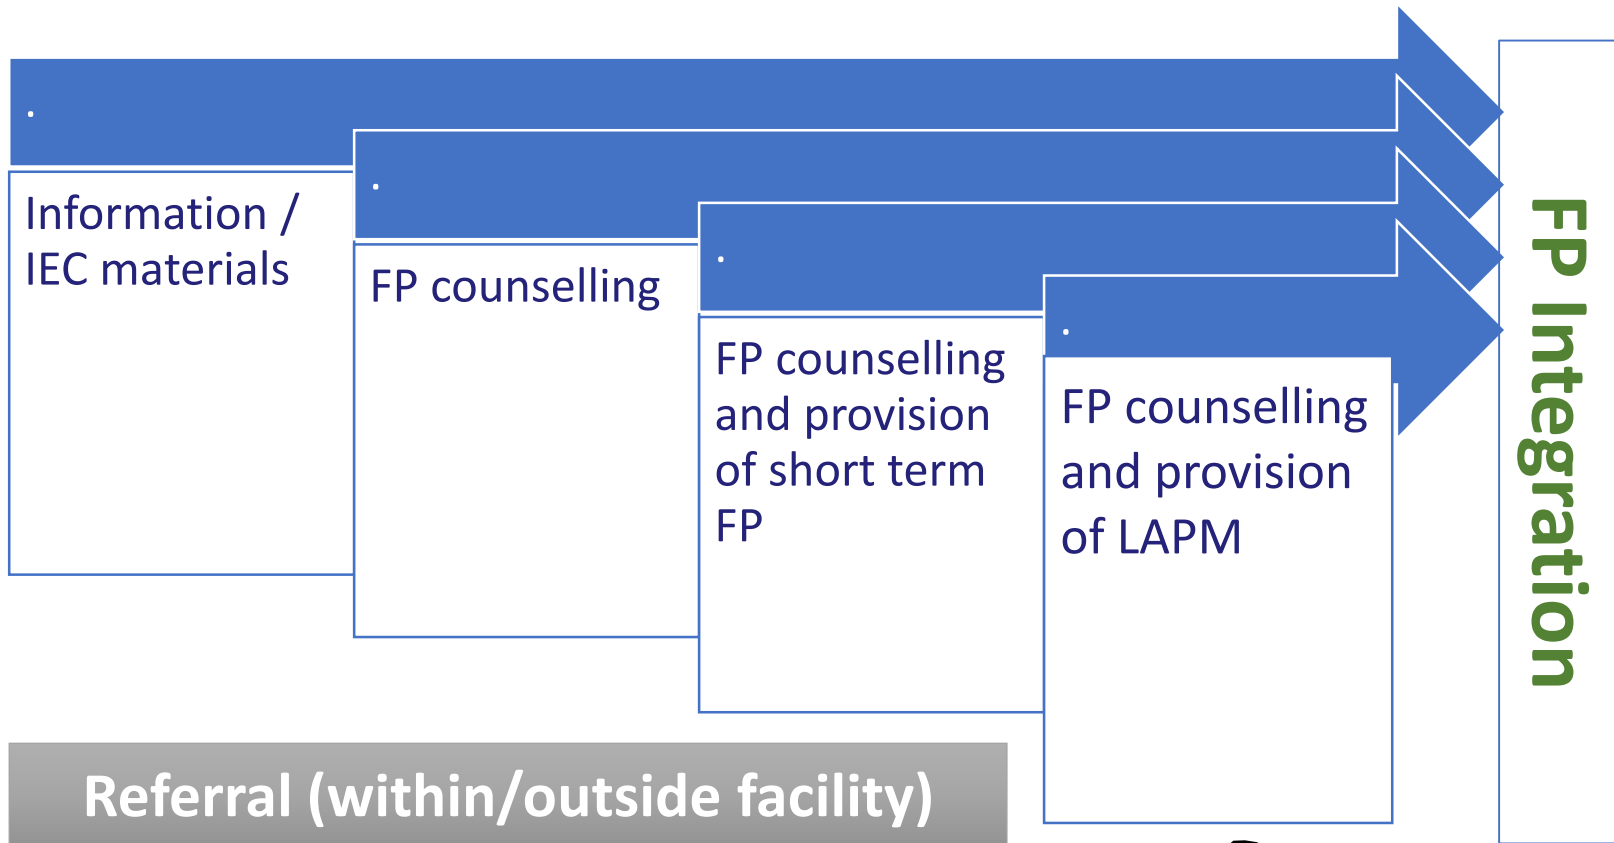 Information /
IEC materials
FP counselling
FP counselling
and provision
of short term
FP
FP counselling
and provision
of LAPM
FP Integration
Referral (within/outside facility)